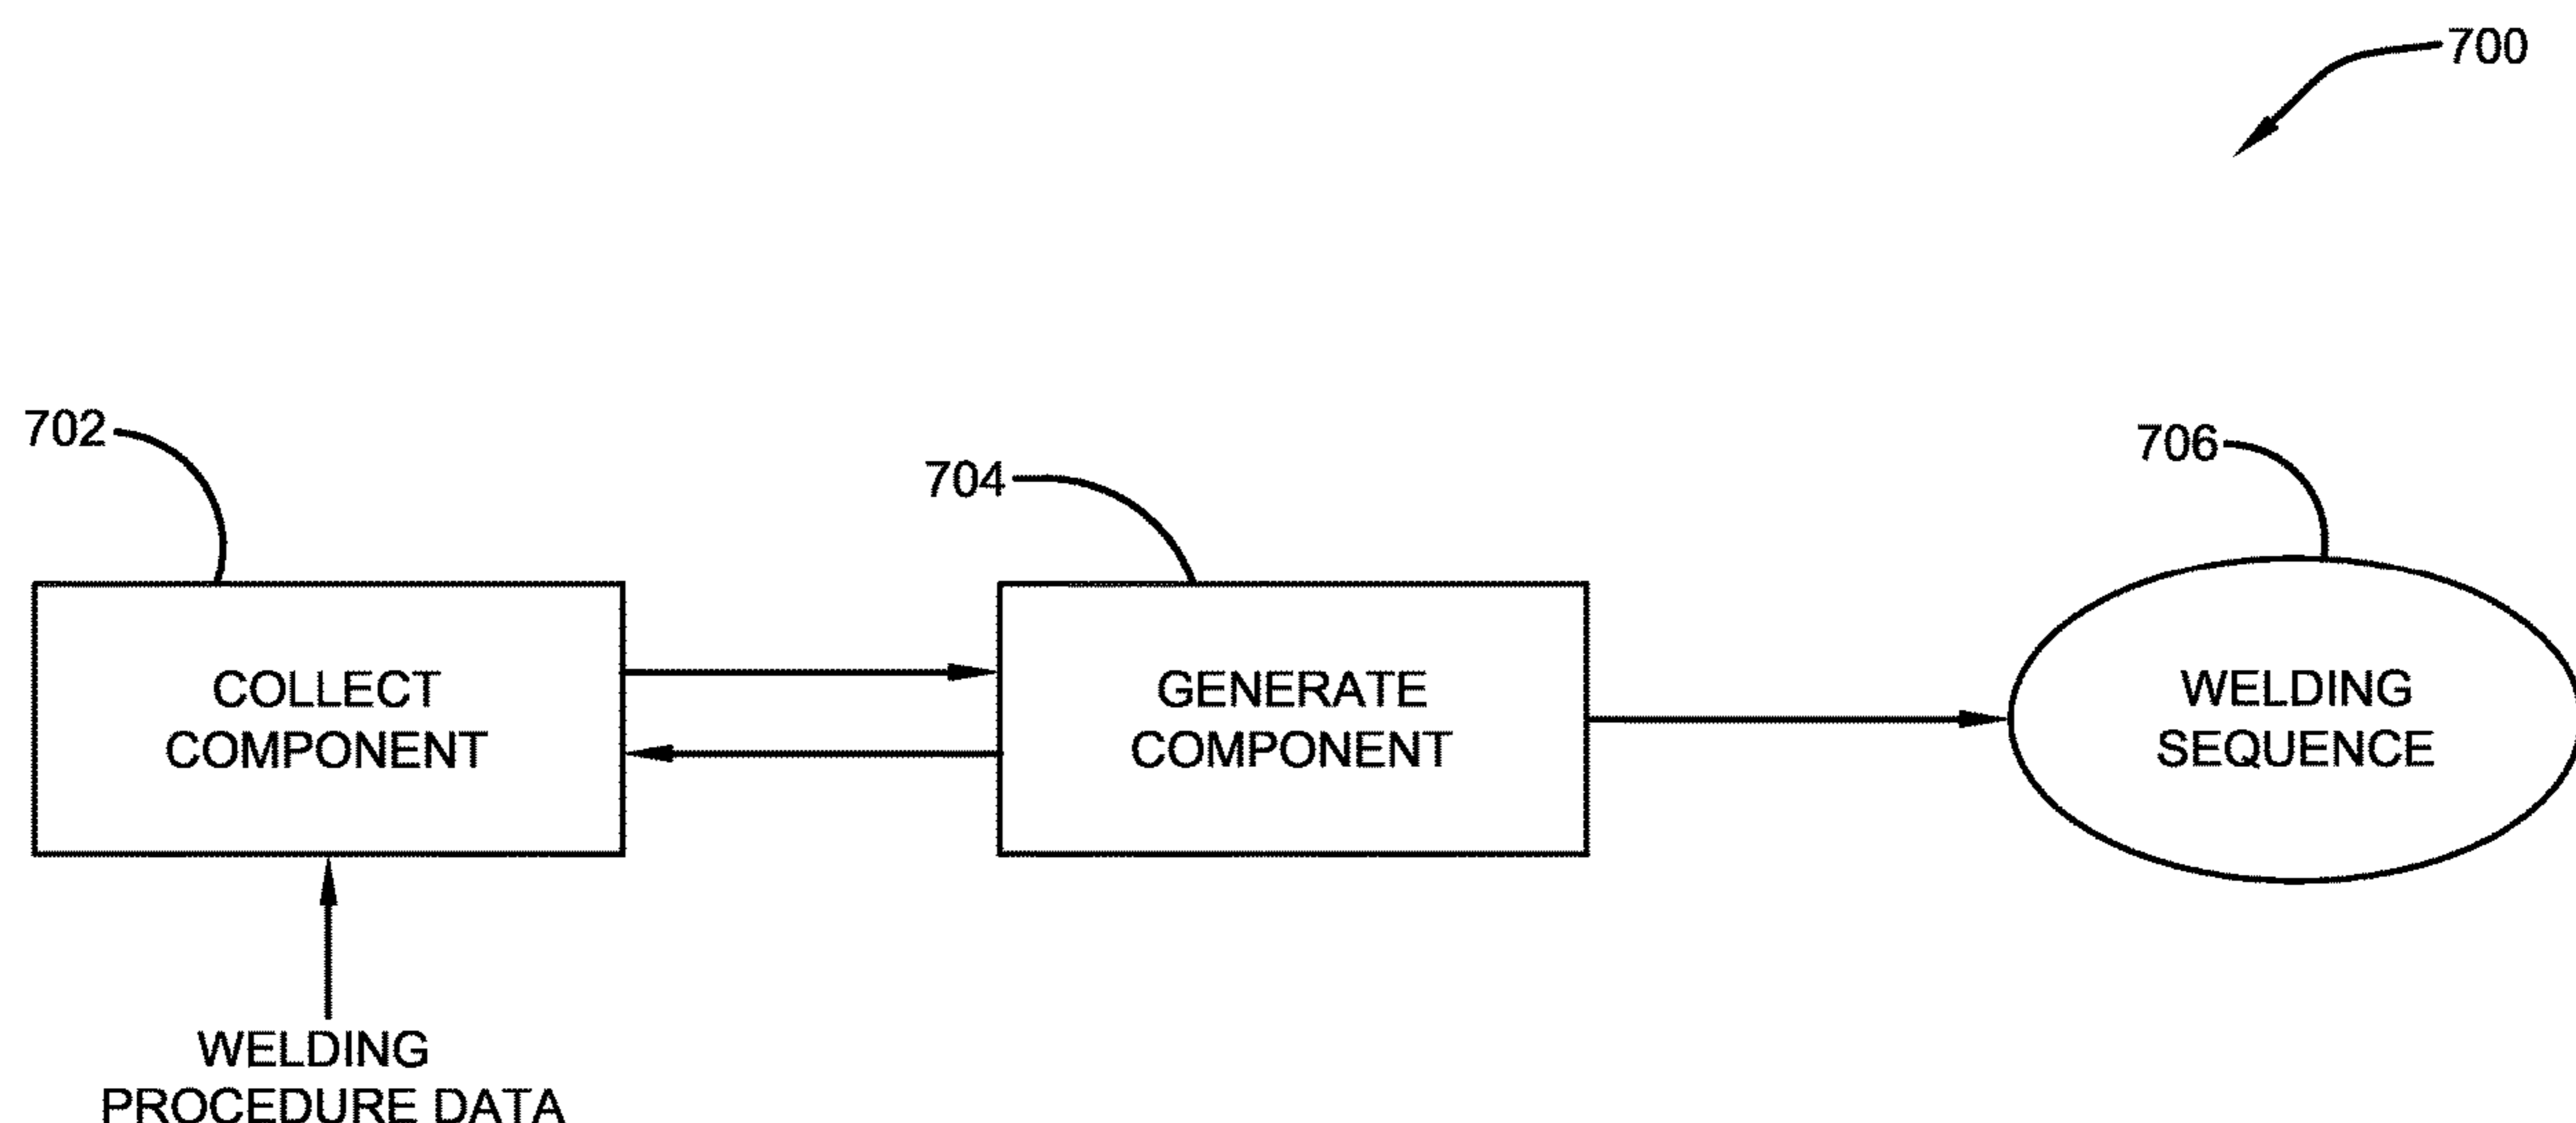 700
702
704
706
COLLECT
COMPONENT
GENERATE
COMPONENT
WELDING
SEQUENCE
WELDING
PROCEDURE DATA